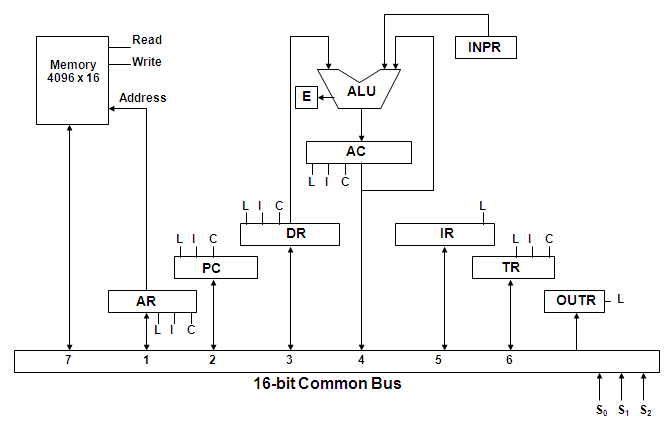 Read
INPR
Memory
4096 x 16
Write
ALU
E
Address
AC
L I C
L I C
L
DR
IR
L I C
L I C
PC
TR
AR
OUTR
L
L I C
7 1 2 3 4 5 6
16-bit Common Bus
S₀ S₁ S₂